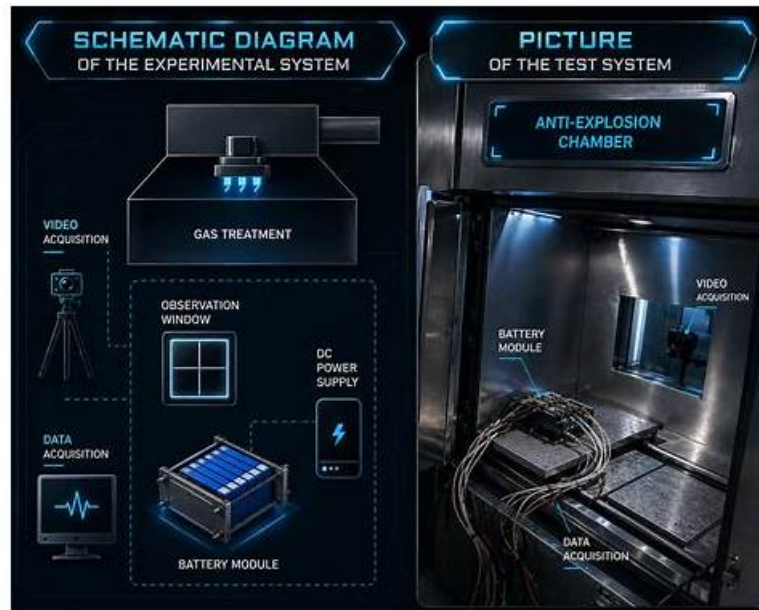 SCHEMATIC DIAGRAM
OF THE EXPERIMENTAL SYSTEM
GAS TREATMENT
VIDEO
ACQUISITION
OBSERVATION
WINDOW
DC
POWER
SUPPLY
DATA
ACQUISITION
BATTERY MODULE
PICTURE
OF THE TEST SYSTEM
ANTI-EXPLOSION
CHAMBER
VIDEO
ACQUISITION
BATTERY
MODULE
DATA
ACQUISITION